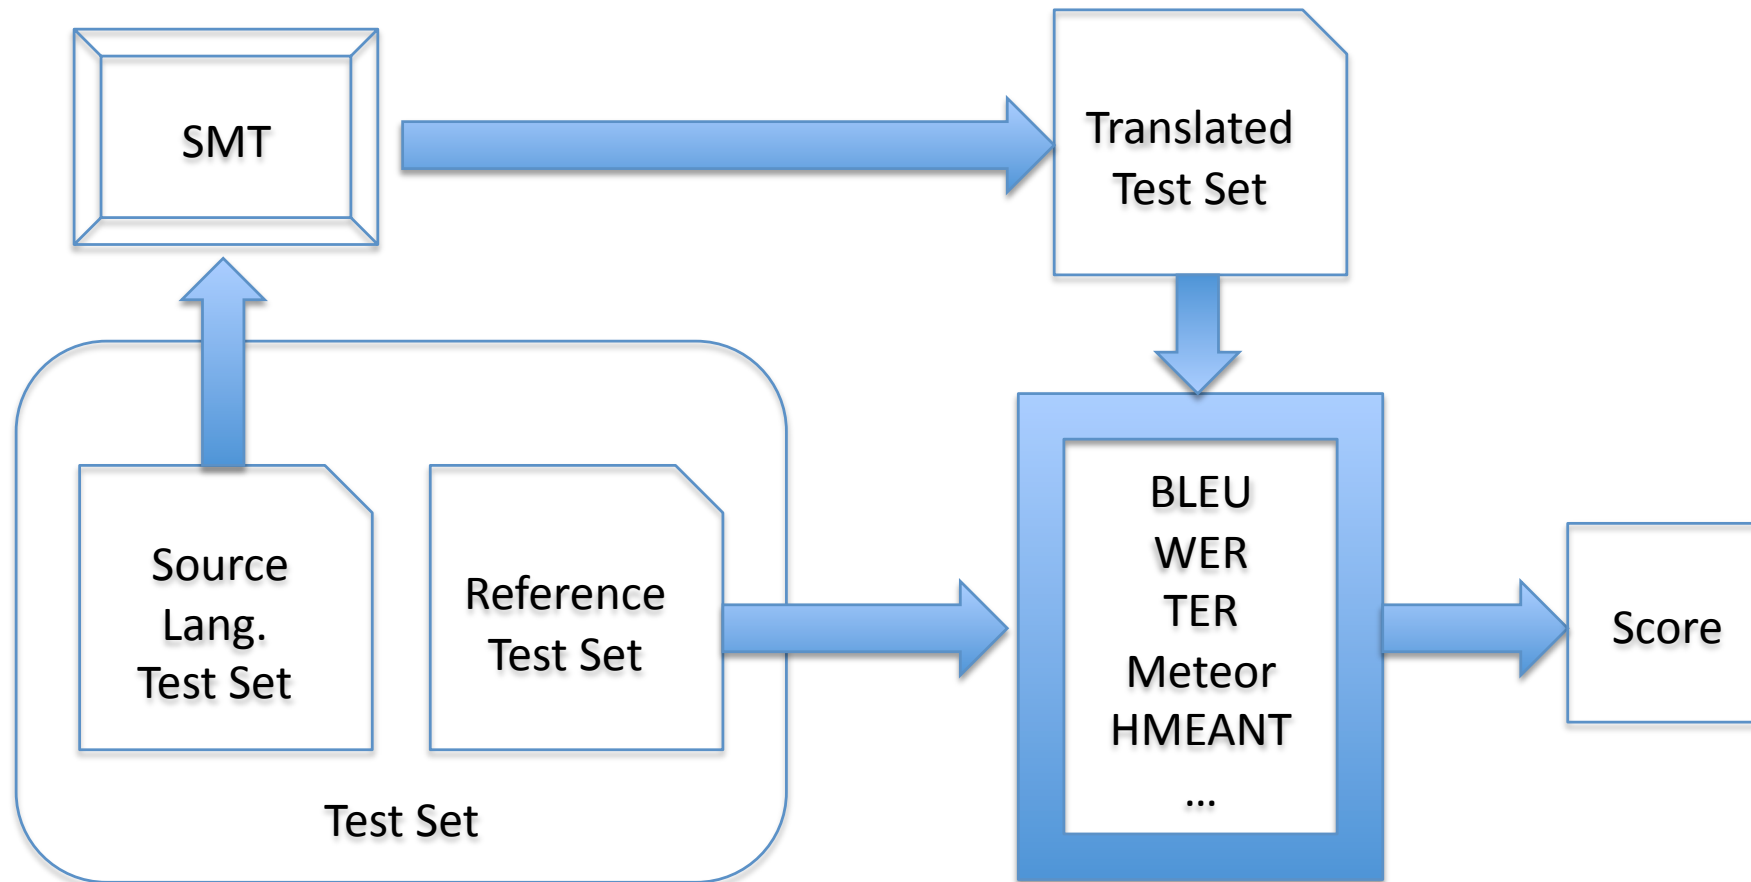 SMT
Translated
Test Set
Source
Lang.
Test Set
Reference
Test Set
Test Set
BLEU
WER
TER
Meteor
HMEANT
...
Score